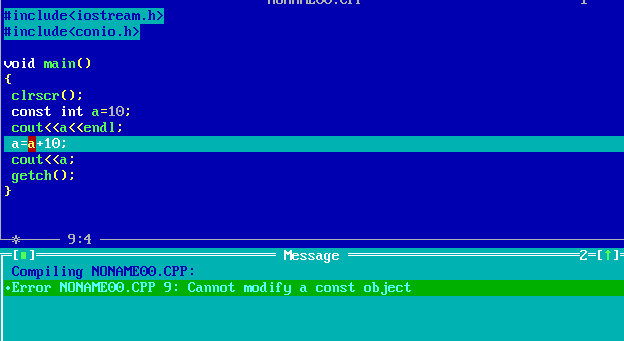 NONAME00.CPP 1
#include<iostream.h>
#include<conio.h>
void main()
{
clrscr();
const int a=10;
cout<<a<<endl;
a=a+10;
cout<<a;
getch();
}
* 9:4
[■] Message 2=[↑]
Compiling NONAME00.CPP:
•Error NONAME00.CPP 9: Cannot modify a const object